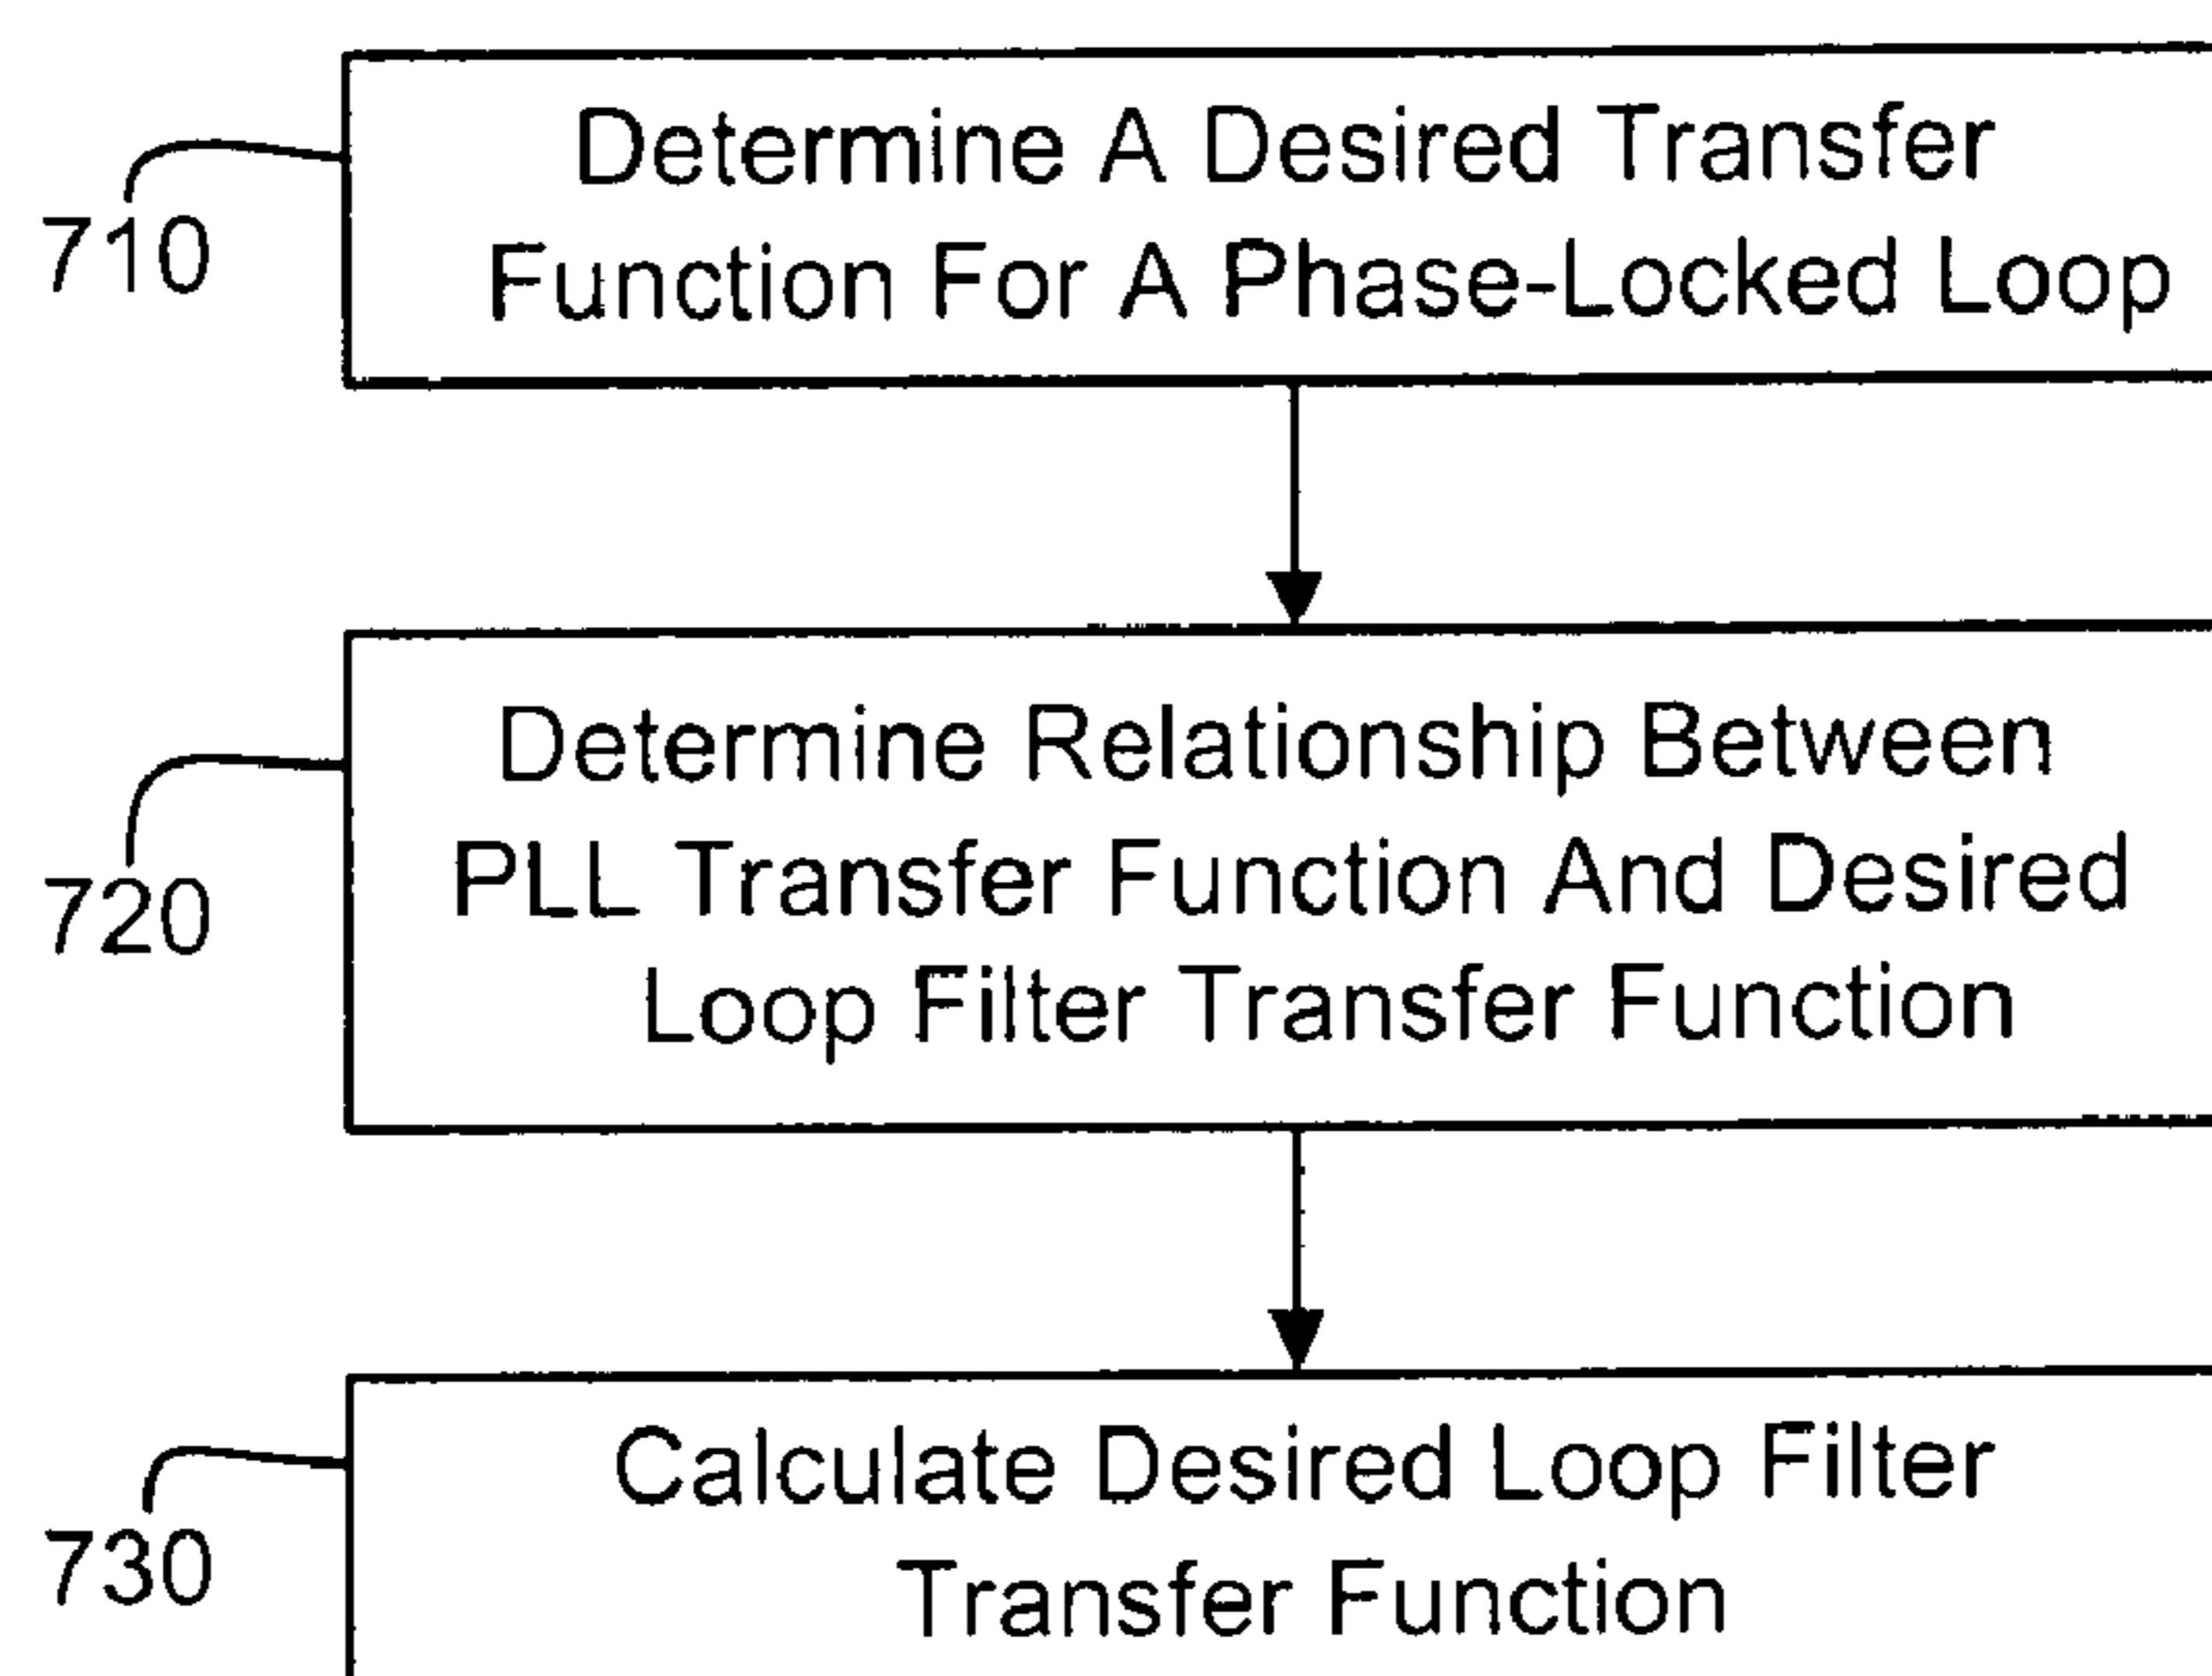 Determine A Desired Transfer
Function For A Phase-Locked Loop
710
Determine Relationship Between
PLL Transfer Function And Desired
Loop Filter Transfer Function
720
Calculate Desired Loop Filter
Transfer Function
730